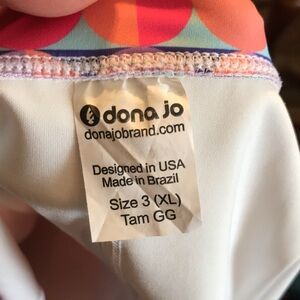 dona jo
donajobrand.com
Designed in USA
Made in Brazil
Size 3 (XL)
Tam GG